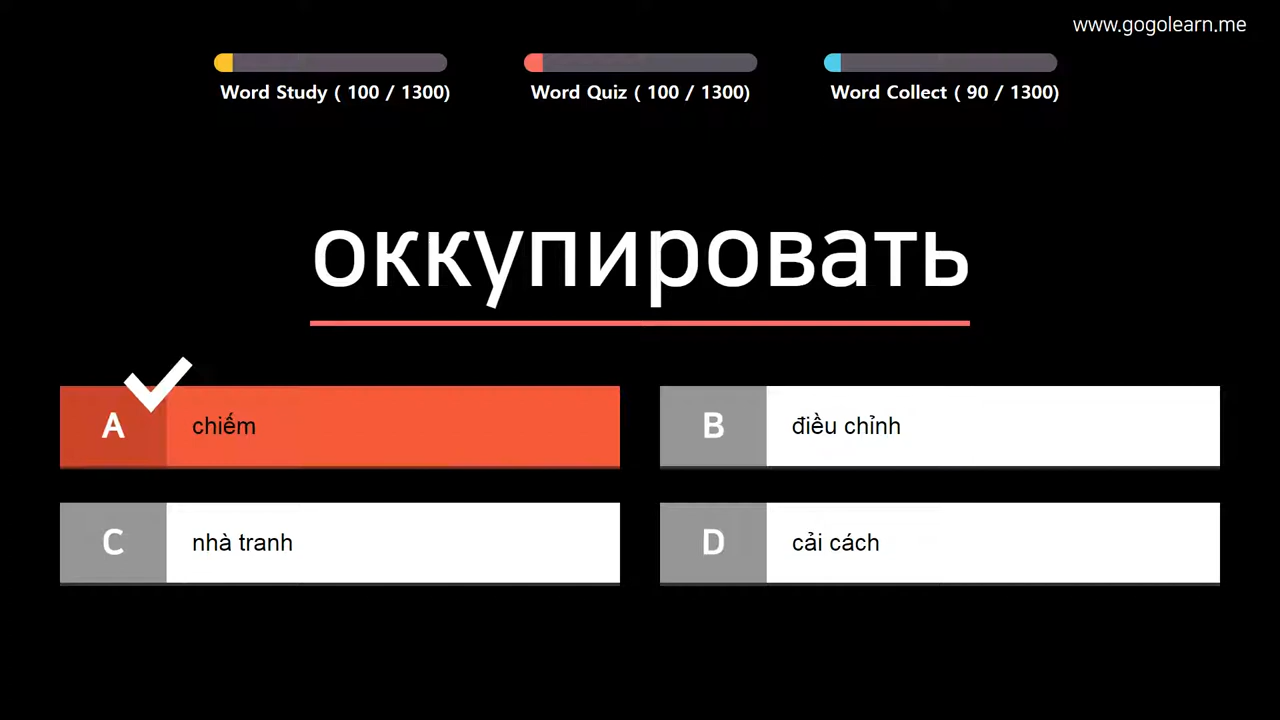 www.gogolearn.me
Word Study ( 100 / 1300)
Word Quiz ( 100 / 1300)
Word Collect ( 90 / 1300)
оккупировать
A chiếm
B điều chỉnh
C nhà tranh
D cải cách